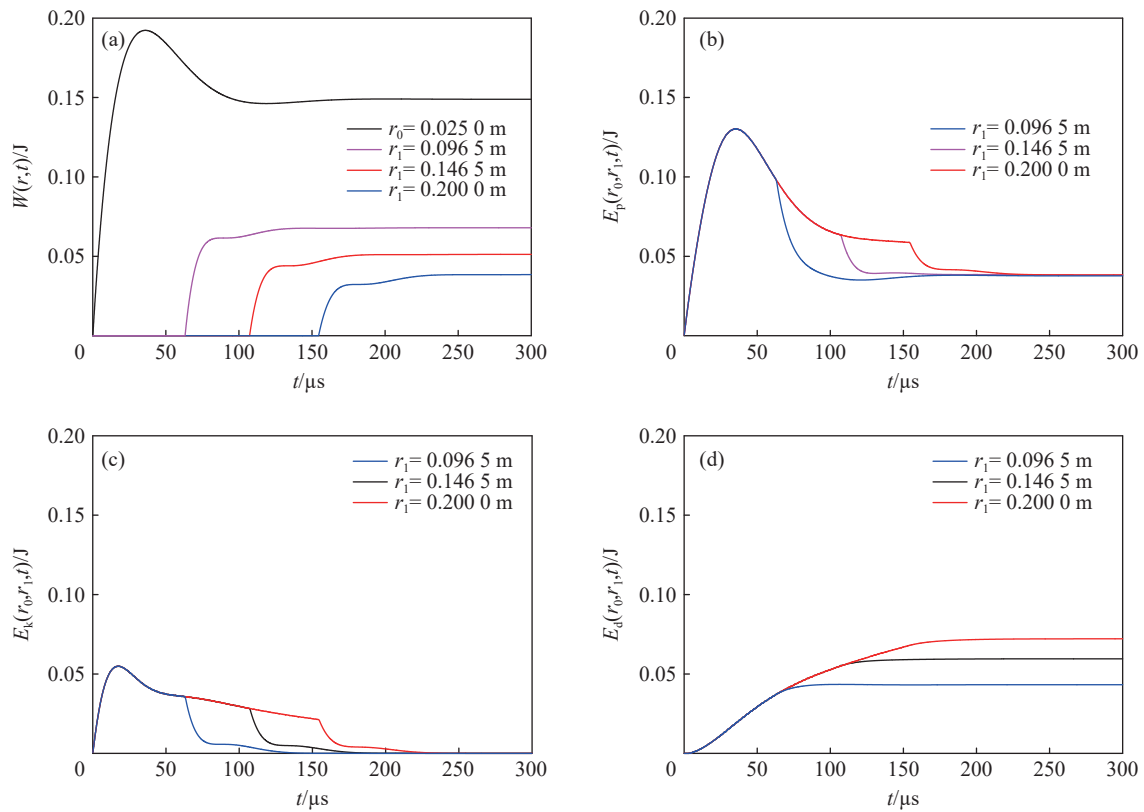 (a)
W(r,t)/J
0.20
0.15
0.10
0.05
r₀= 0.025 0 m
r₁= 0.096 5 m
r₁= 0.146 5 m
r₁= 0.200 0 m
0 50 100 150 200 250 300
t/μs
(b)
Eₚ(r₀,r₁,t)/J
0.20
0.15
0.10
0.05
r₁= 0.096 5 m
r₁= 0.146 5 m
r₁= 0.200 0 m
0 50 100 150 200 250 300
t/μs
(c)
Eₖ(r₀,r₁,t)/J
0.20
0.15
0.10
0.05
r₁= 0.096 5 m
r₁= 0.146 5 m
r₁= 0.200 0 m
0 50 100 150 200 250 300
t/μs
(d)
E_d(r₀,r₁,t)/J
0.20
0.15
0.10
0.05
r₁= 0.096 5 m
r₁= 0.146 5 m
r₁= 0.200 0 m
0 50 100 150 200 250 300
t/μs